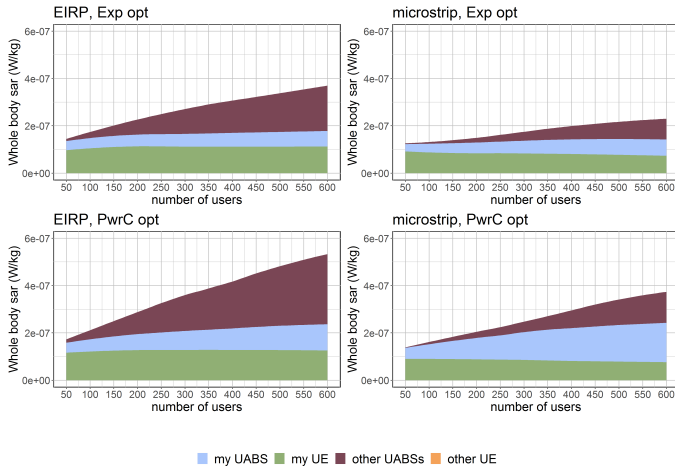 EIRP, Exp opt
microstrip, Exp opt
Whole body sar (W/kg)
6e-07
4e-07
2e-07
0e+00
50 100 150 200 250 300 350 400 450 500 550 600
number of users
Whole body sar (W/kg)
6e-07
4e-07
2e-07
0e+00
50 100 150 200 250 300 350 400 450 500 550 600
number of users
EIRP, PwrC opt
microstrip, PwrC opt
Whole body sar (W/kg)
6e-07
4e-07
2e-07
0e+00
50 100 150 200 250 300 350 400 450 500 550 600
number of users
Whole body sar (W/kg)
6e-07
4e-07
2e-07
0e+00
50 100 150 200 250 300 350 400 450 500 550 600
number of users
my UABS my UE other UABSs other UE